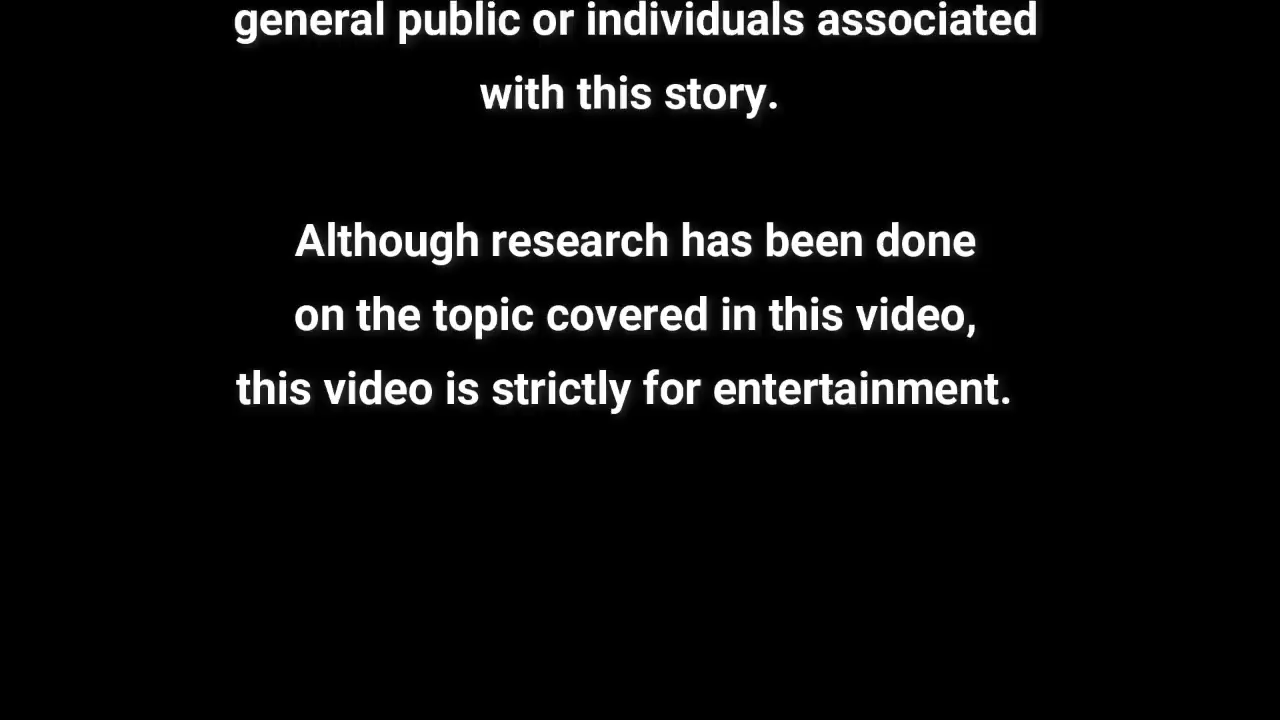 general public or individuals associated
with this story.
Although research has been done
on the topic covered in this video,
this video is strictly for entertainment.